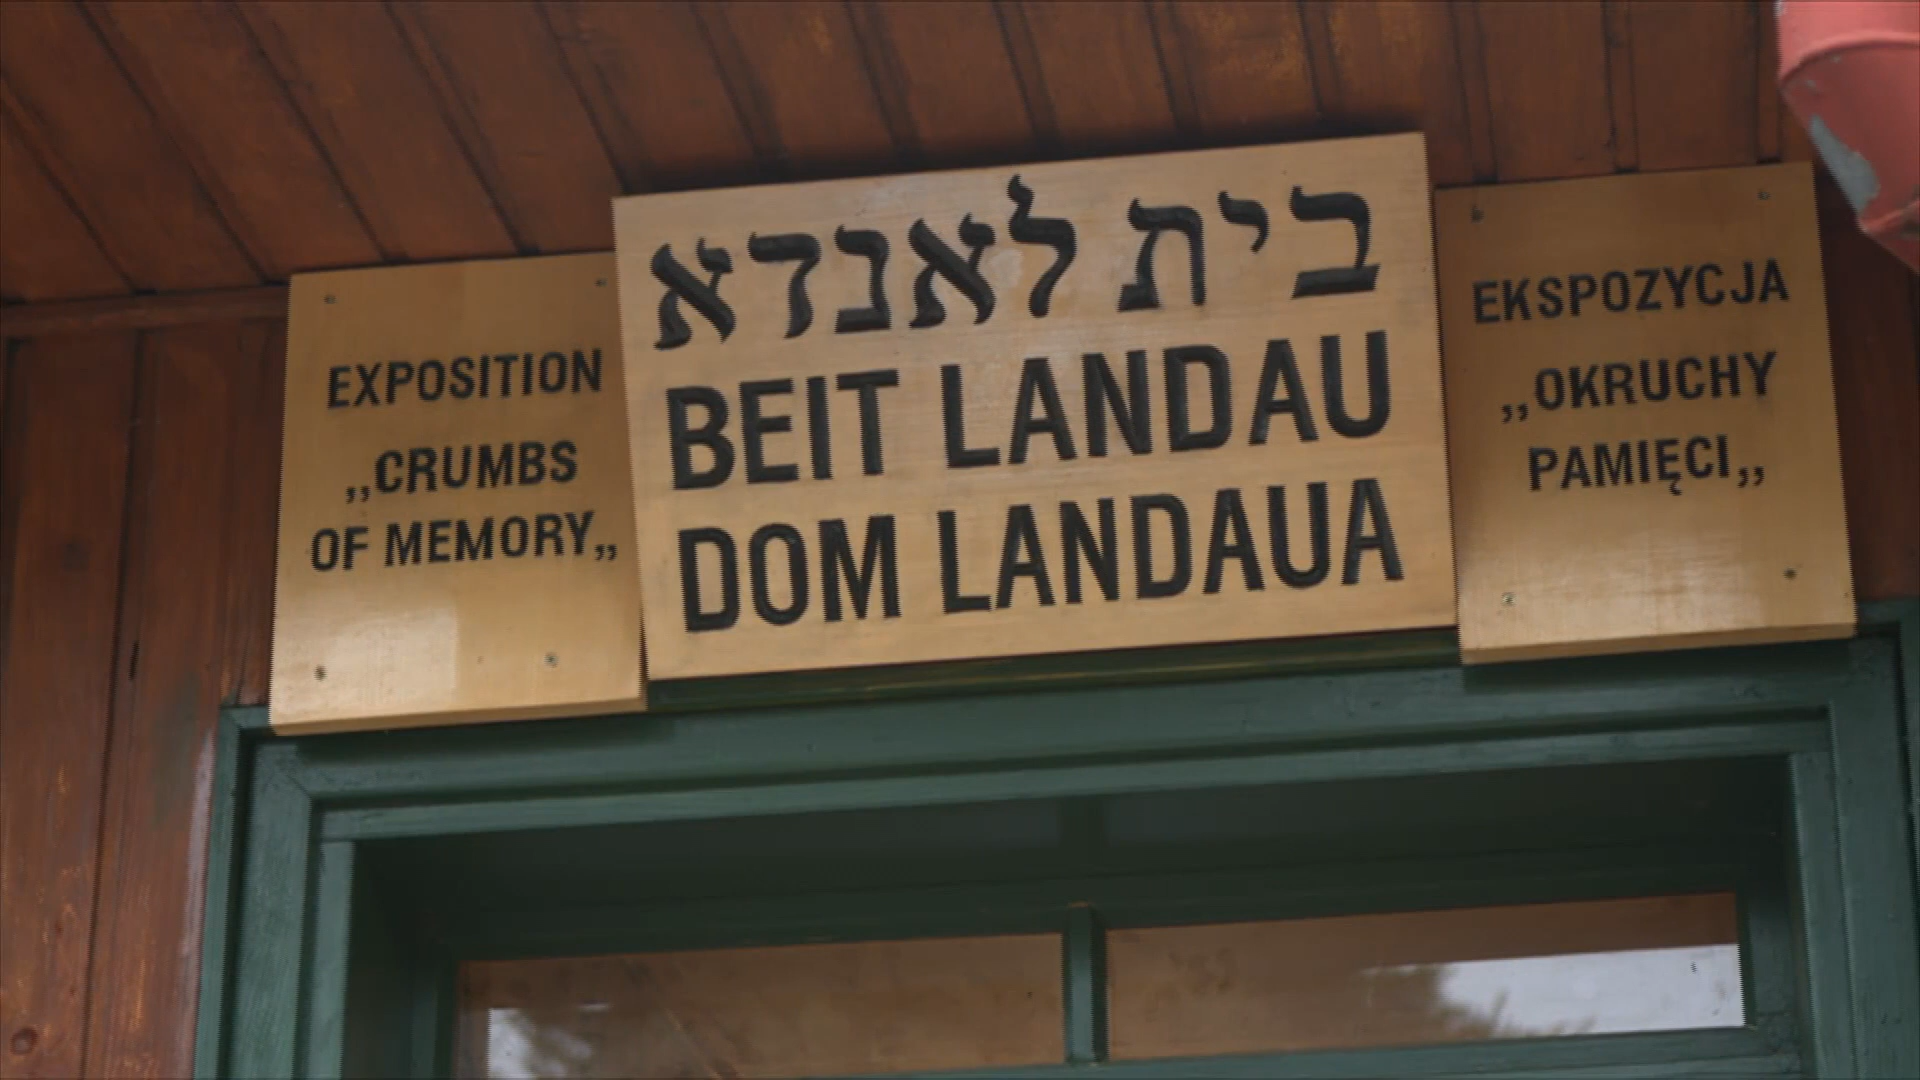 EXPOSITION
„CRUMBS
OF MEMORY„
בית לאנדא
BEIT LANDAU
DOM LANDAUA
EKSPOZYCJA
„OKRUCHY
PAMIĘCI„